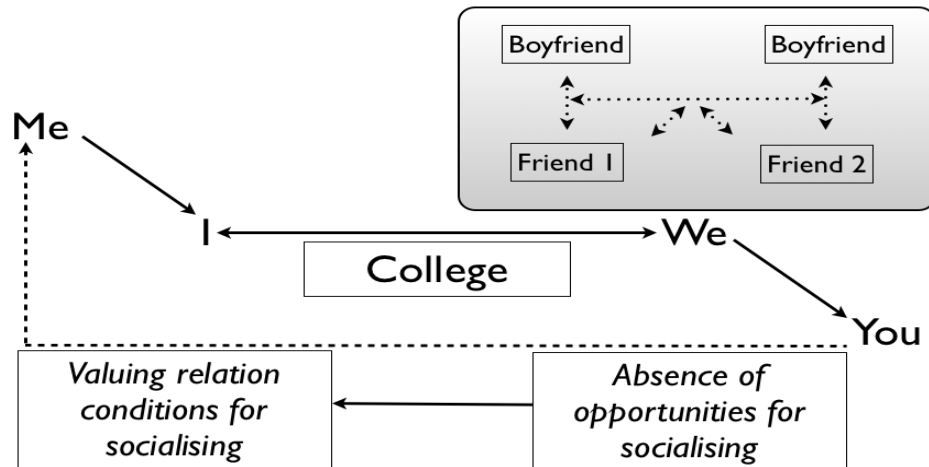 Boyfriend
Boyfriend
Me
Friend 1
Friend 2
I
We
College
You
Valuing relation
conditions for
socialising
Absence of
opportunities for
socialising